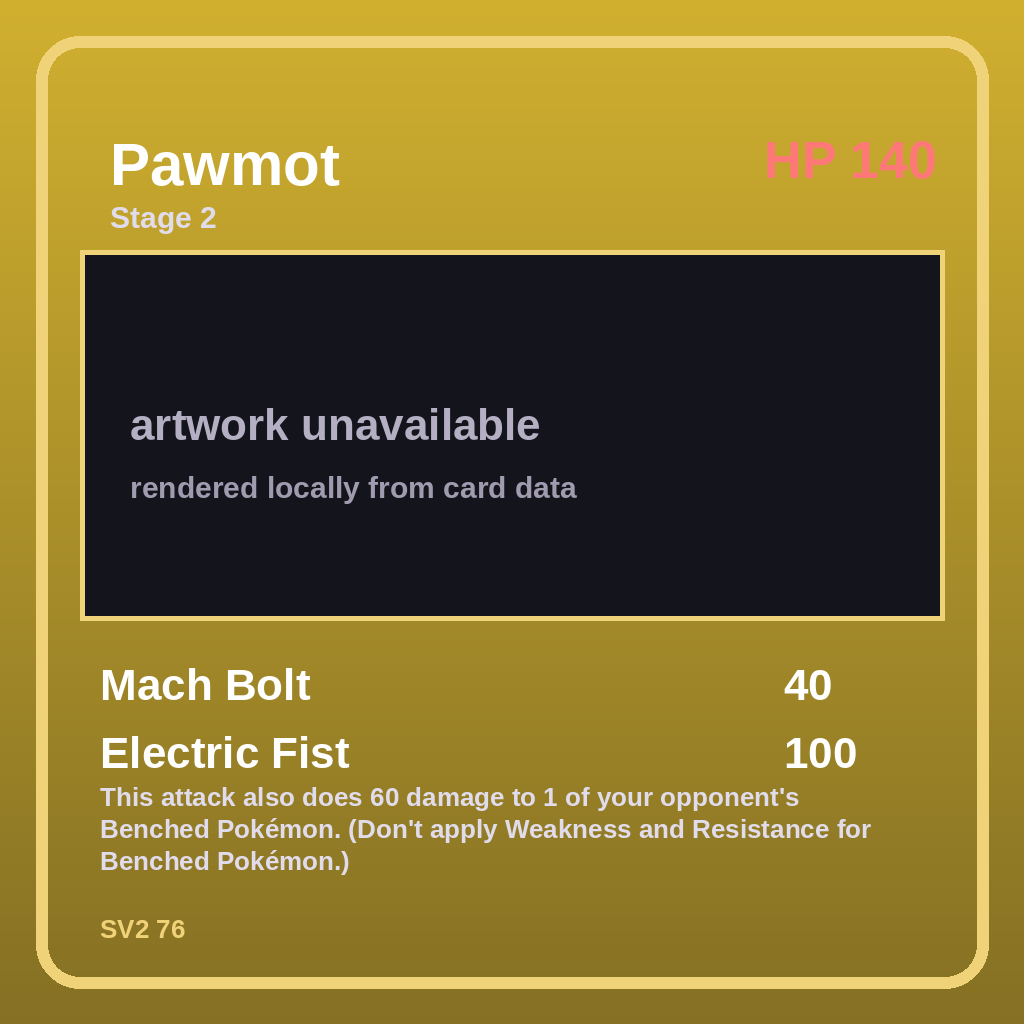 Pawmot
HP 140
Stage 2
artwork unavailable
rendered locally from card data
Mach Bolt 40
Electric Fist 100
This attack also does 60 damage to 1 of your opponent's
Benched Pokémon. (Don't apply Weakness and Resistance for
Benched Pokémon.)
SV2 76